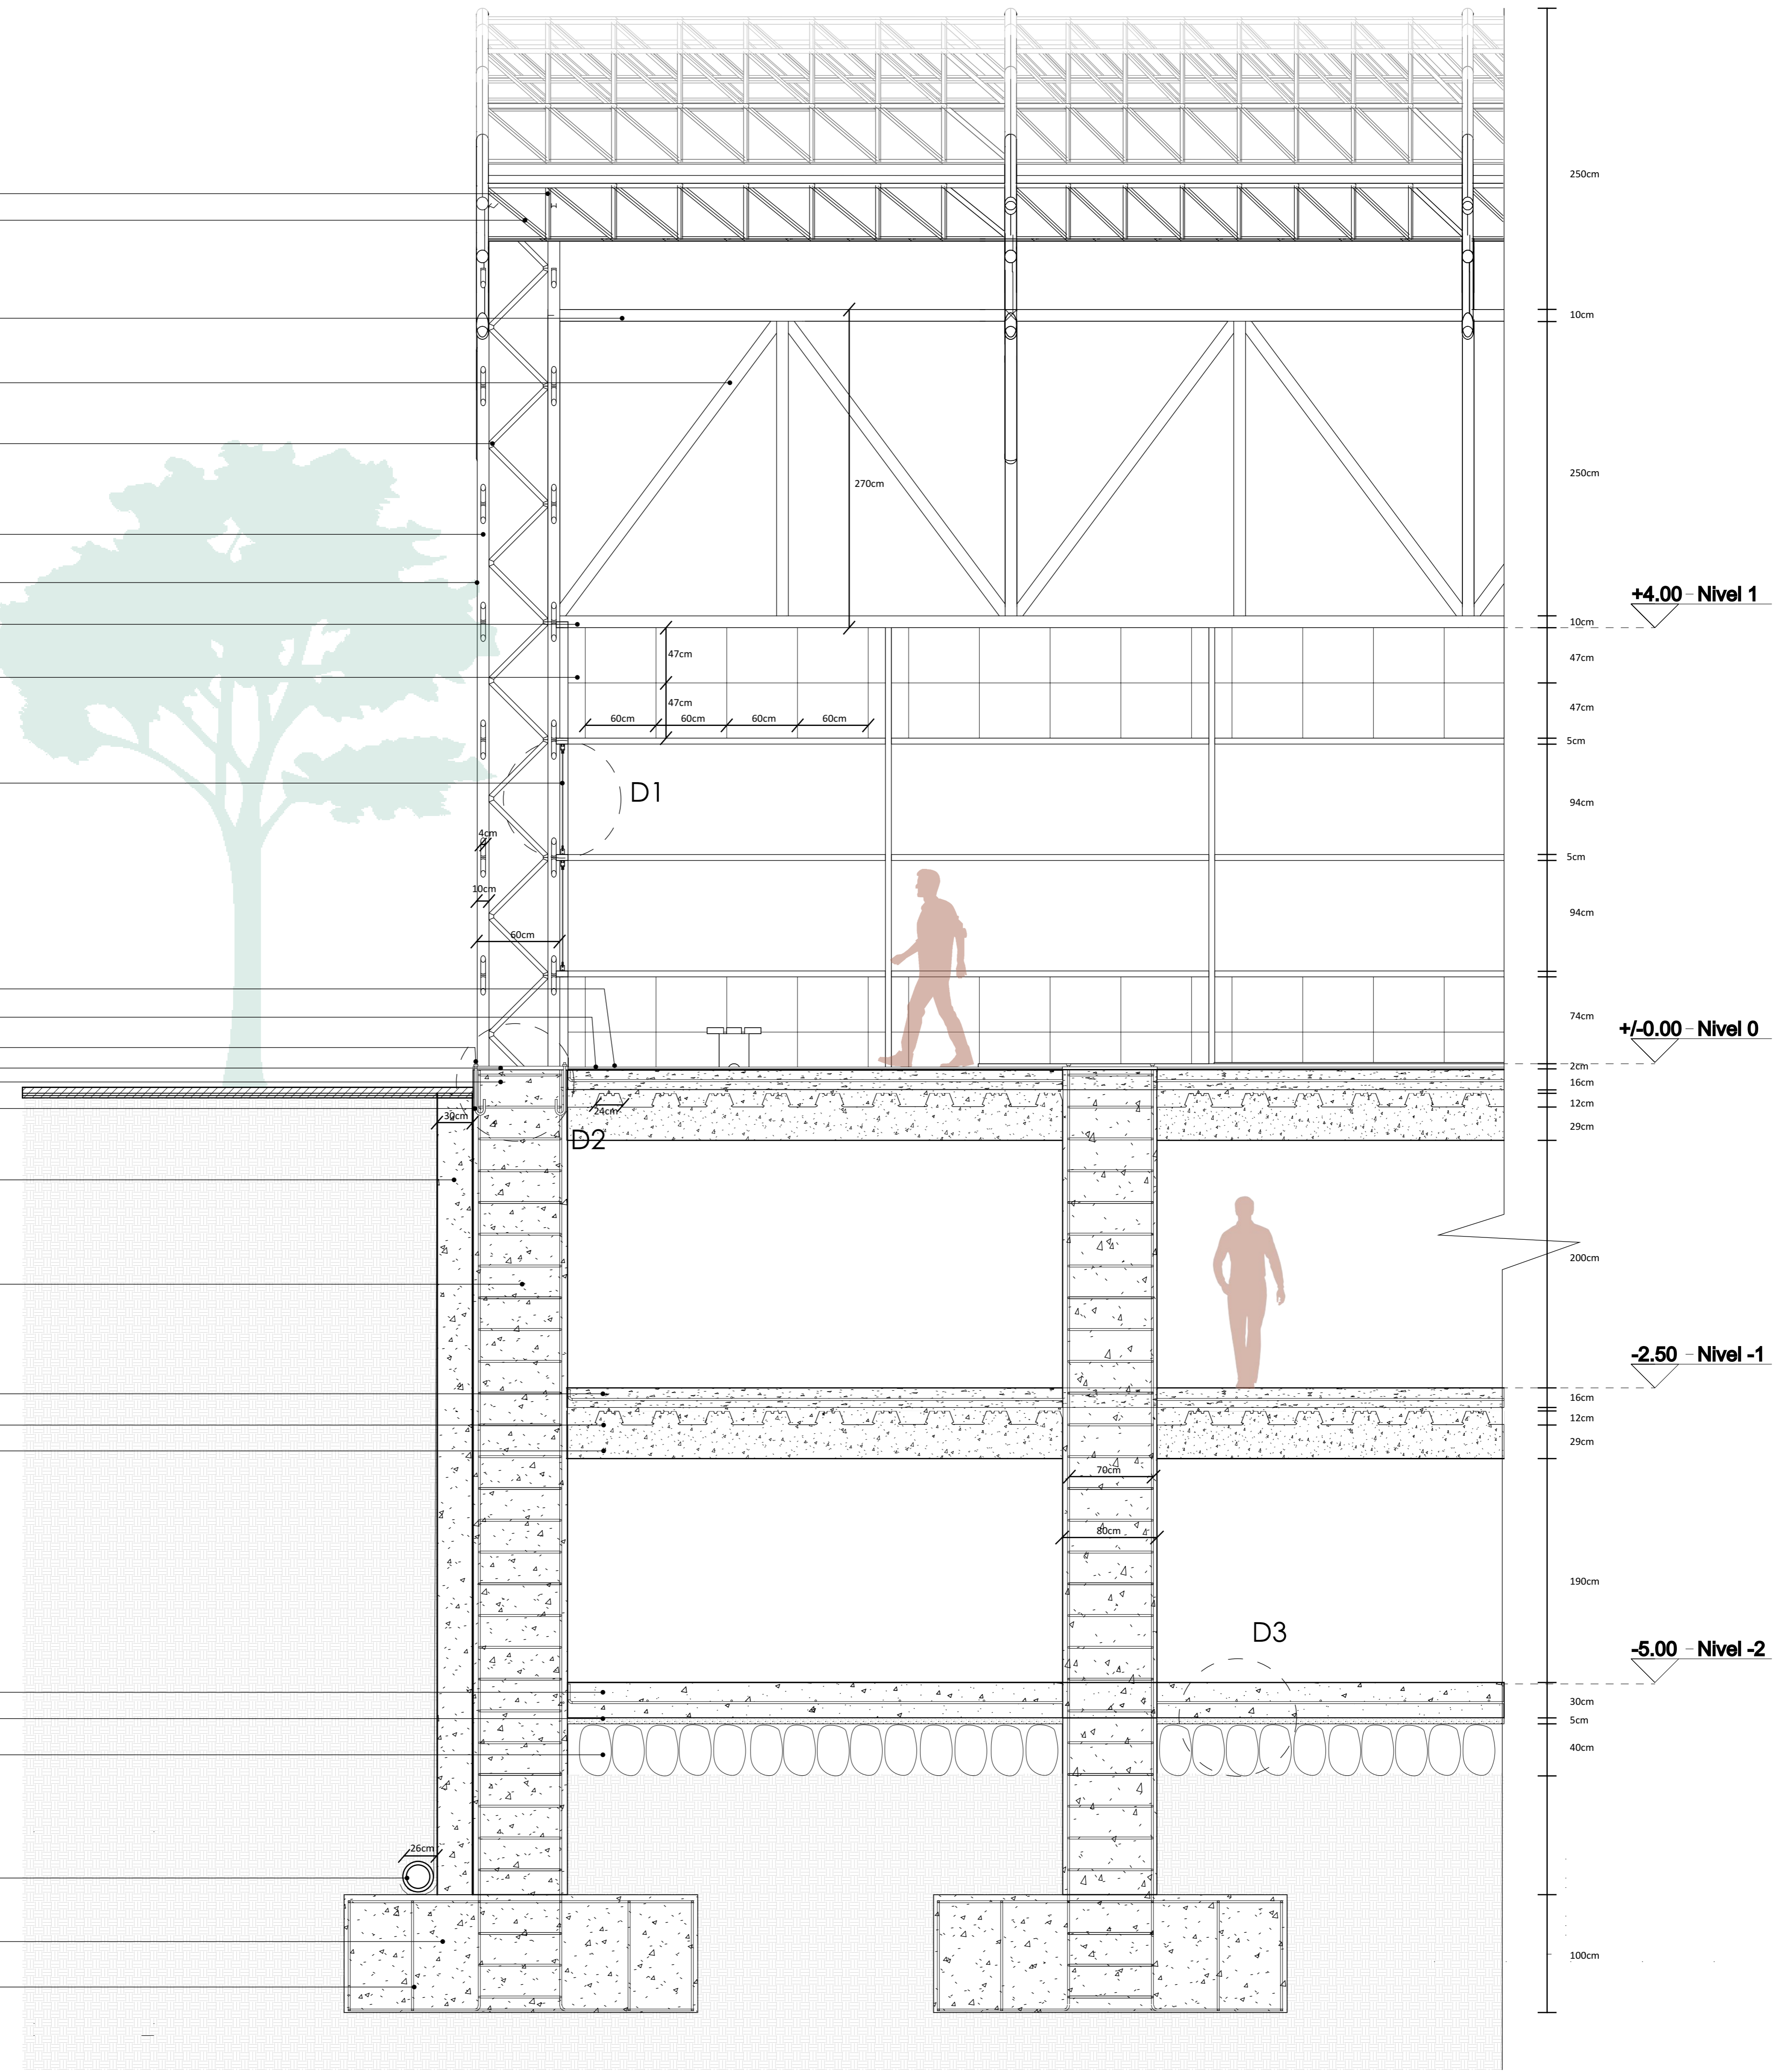 250cm
10cm
270cm
250cm
+4.00 - Nivel 1
10cm
47cm
47cm
47cm
47cm
60cm 60cm 60cm 60cm
5cm
D1
94cm
4cm
5cm
10cm
94cm
60cm
74cm
+/-0.00 - Nivel 0
2cm
16cm
12cm
30cm
24cm
29cm
D2
200cm
-2.50 - Nivel -1
16cm
12cm
29cm
70cm
80cm
190cm
D3
-5.00 - Nivel -2
30cm
5cm
40cm
26cm
100cm